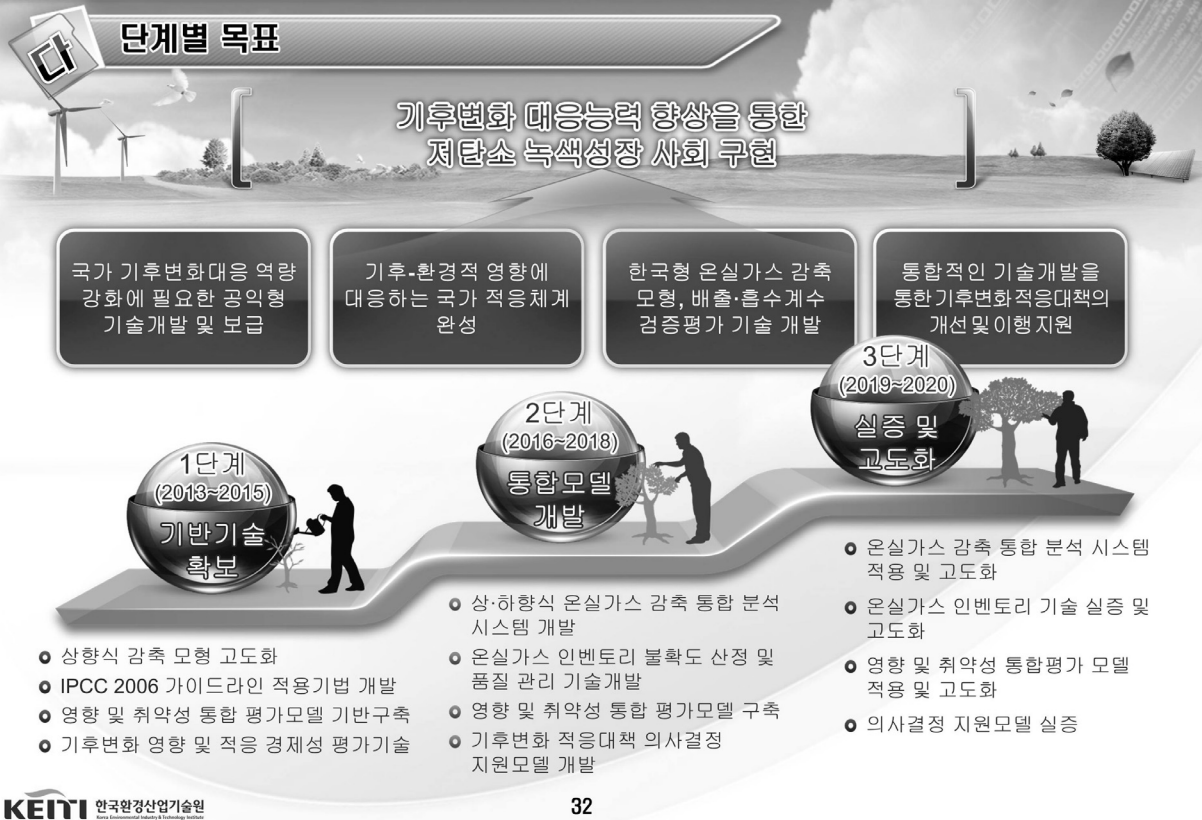 다
단계별 목표
기후변화 대응능력 향상을 통한
저탄소 녹색성장 사회 구현
국가 기후변화대응 역량
강화에 필요한 공익형
기술개발 및 보급
기후-환경적 영향에
대응하는 국가 적응체계
완성
한국형 온실가스 감축
모형, 배출·흡수계수
검증평가 기술 개발
통합적인 기술개발을
통한 기후변화 적응대책의
개선 및 이행 지원
1단계
(2013~2015)
기반기술
확보
2단계
(2016~2018)
통합모델
개발
3단계
(2019~2020)
실증 및
고도화
상향식 감축 모형 고도화
IPCC 2006 가이드라인 적용기법 개발
영향 및 취약성 통합 평가모델 기반구축
기후변화 영향 및 적응 경제성 평가기술
상·하향식 온실가스 감축 통합 분석
시스템 개발
온실가스 인벤토리 불확도 산정 및
품질 관리 기술개발
영향 및 취약성 통합 평가모델 구축
기후변화 적응대책 의사결정
지원모델 개발
온실가스 감축 통합 분석 시스템
적용 및 고도화
온실가스 인벤토리 기술 실증 및
고도화
영향 및 취약성 통합평가 모델
적용 및 고도화
의사결정 지원모델 실증
KEITI 한국환경산업기술원
Korea Environmental Industry & Technology Institute
32